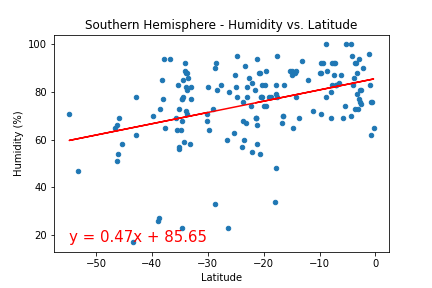 Southern Hemisphere - Humidity vs. Latitude
100
80
60
40
20
Humidity (%)
y = 0.47x + 85.65
−50
−40
−30
−20
−10
0
Latitude